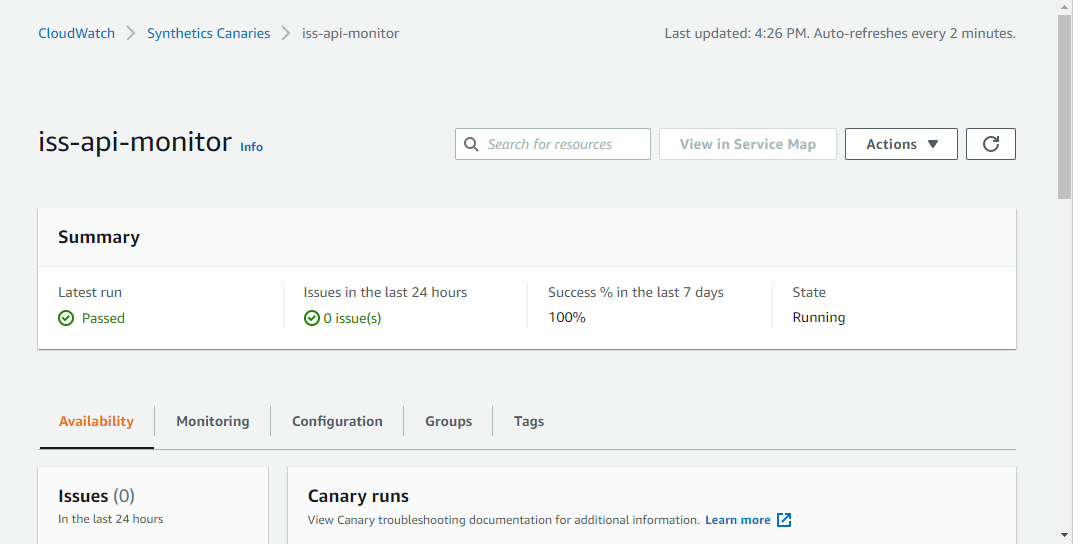 CloudWatch > Synthetics Canaries > iss-api-monitor
Last updated: 4:26 PM. Auto-refreshes every 2 minutes.
iss-api-monitor Info
Search for resources
View in Service Map
Actions
Summary
Latest run
Passed
Issues in the last 24 hours
0 issue(s)
Success % in the last 7 days
100%
State
Running
Availability
Monitoring
Configuration
Groups
Tags
Issues (0)
In the last 24 hours
Canary runs
View Canary troubleshooting documentation for additional information. Learn more